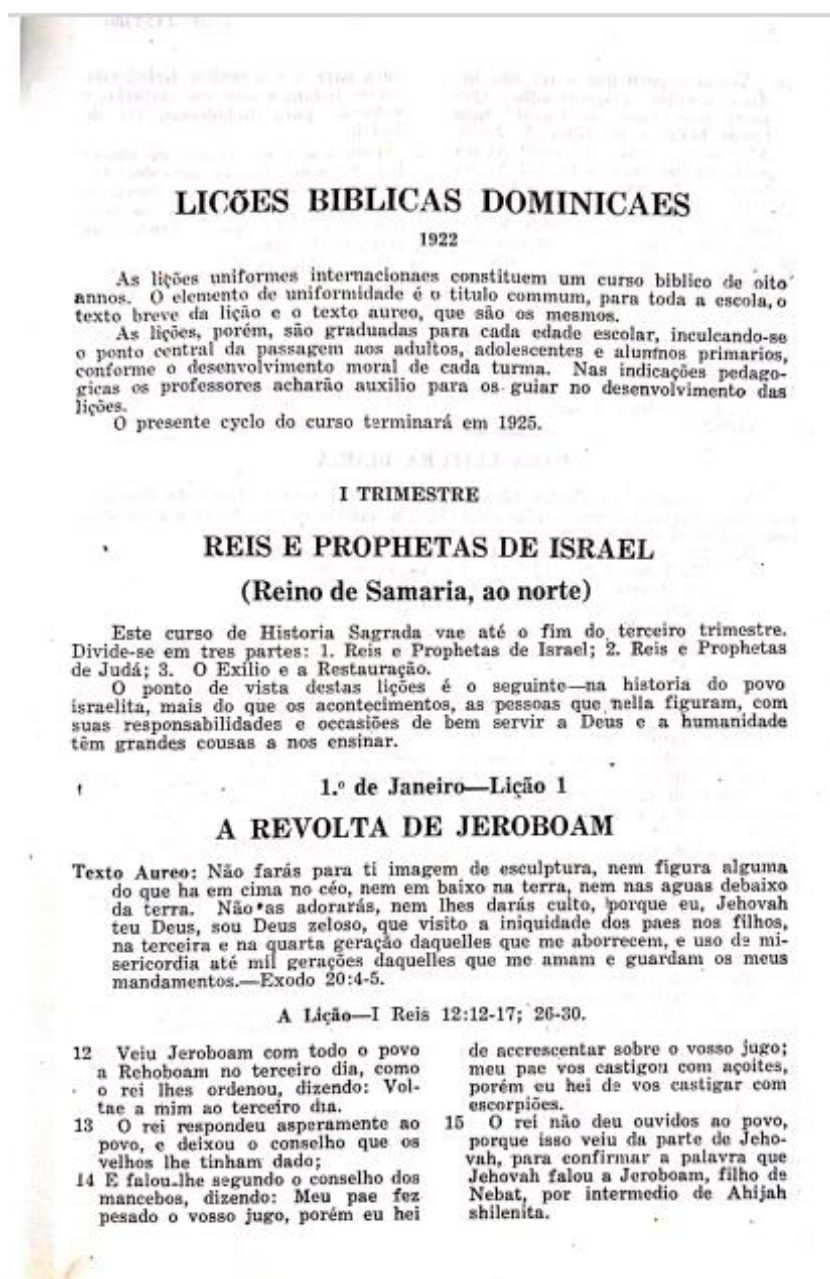 LICõES BIBLICAS DOMINICAES
1922
As lições uniformes internacionaes constituem um curso biblico de oito
annos. O elemento de uniformidade é o titulo commum, para toda a escola, o
texto breve da lição e o texto aureo, que são os mesmos.
As lições, porém, são graduadas para cada edade escolar, inculcando-se
o ponto central da passagem aos adultos, adolescentes e alumnos primarios,
conforme o desenvolvimento moral de cada turma. Nas indicações pedago-
gicas os professores acharão auxilio para os guiar no desenvolvimento das
lições.
O presente cyclo do curso terminará em 1925.
I TRIMESTRE
REIS E PROPHETAS DE ISRAEL
(Reino de Samaria, ao norte)
Este curso de Historia Sagrada vae até o fim do terceiro trimestre.
Divide-se em tres partes: 1. Reis e Prophetas de Israel; 2. Reis e Prophetas
de Judá; 3. O Exilio e a Restauração.
O ponto de vista destas lições é o seguinte—na historia do povo
israelita, mais do que os acontecimentos, as pessoas que nella figuram, com
suas responsabilidades e occasiões de bem servir a Deus e a humanidade
têm grandes cousas a nos ensinar.
1.º de Janeiro—Lição 1
A REVOLTA DE JEROBOAM
Texto Aureo: Não farás para ti imagem de esculptura, nem figura alguma
do que ha em cima no céo, nem em baixo na terra, nem nas aguas debaixo
da terra. Não as adorarás, nem lhes darás culto, porque eu, Jehovah
teu Deus, sou Deus zeloso, que visito a iniquidade dos paes nos filhos,
na terceira e na quarta geração daquelles que me aborrecem, e uso de mi-
sericordia até mil gerações daquelles que me amam e guardam os meus
mandamentos.—Exodo 20:4-5.
A Lição—I Reis 12:12-17; 26-30.
12 Veiu Jeroboam com todo o povo
a Rehoboam no terceiro dia, como
o rei lhes ordenou, dizendo: Vol-
tae a mim ao terceiro dia.
13 O rei respondeu asperamente ao
povo, e deixou o conselho que os
velhos lhe tinham dado;
14 E falou-lhe segundo o conselho dos
mancebos, dizendo: Meu pae fez
pesado o vosso jugo, porém eu hei
de accrescentar sobre o vosso jugo;
meu pae vos castigou com açoites,
porém eu hei de vos castigar com
escorpiões.
15 O rei não deu ouvidos ao povo,
porque isso veiu da parte de Jeho-
vah, para confirmar a palavra que
Jehovah falou a Jeroboam, filho de
Nebat, por intermedio de Ahijah
shilenita.